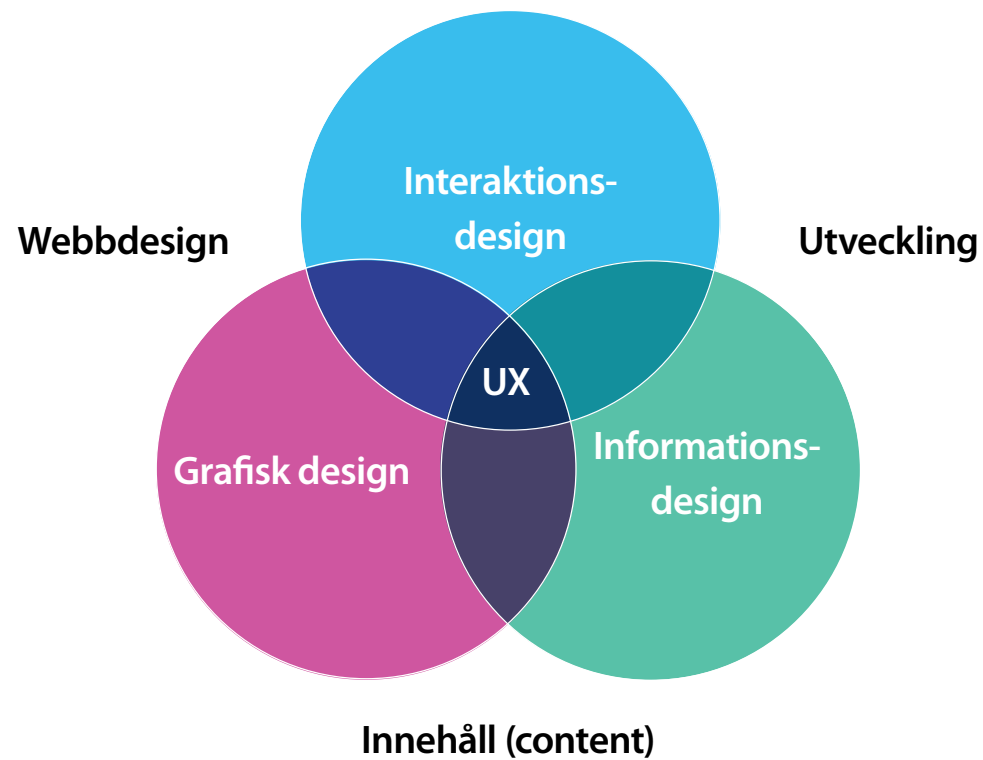 Interaktions-
design
Webbdesign
Utveckling
UX
Grafisk design
Informations-
design
Innehåll (content)